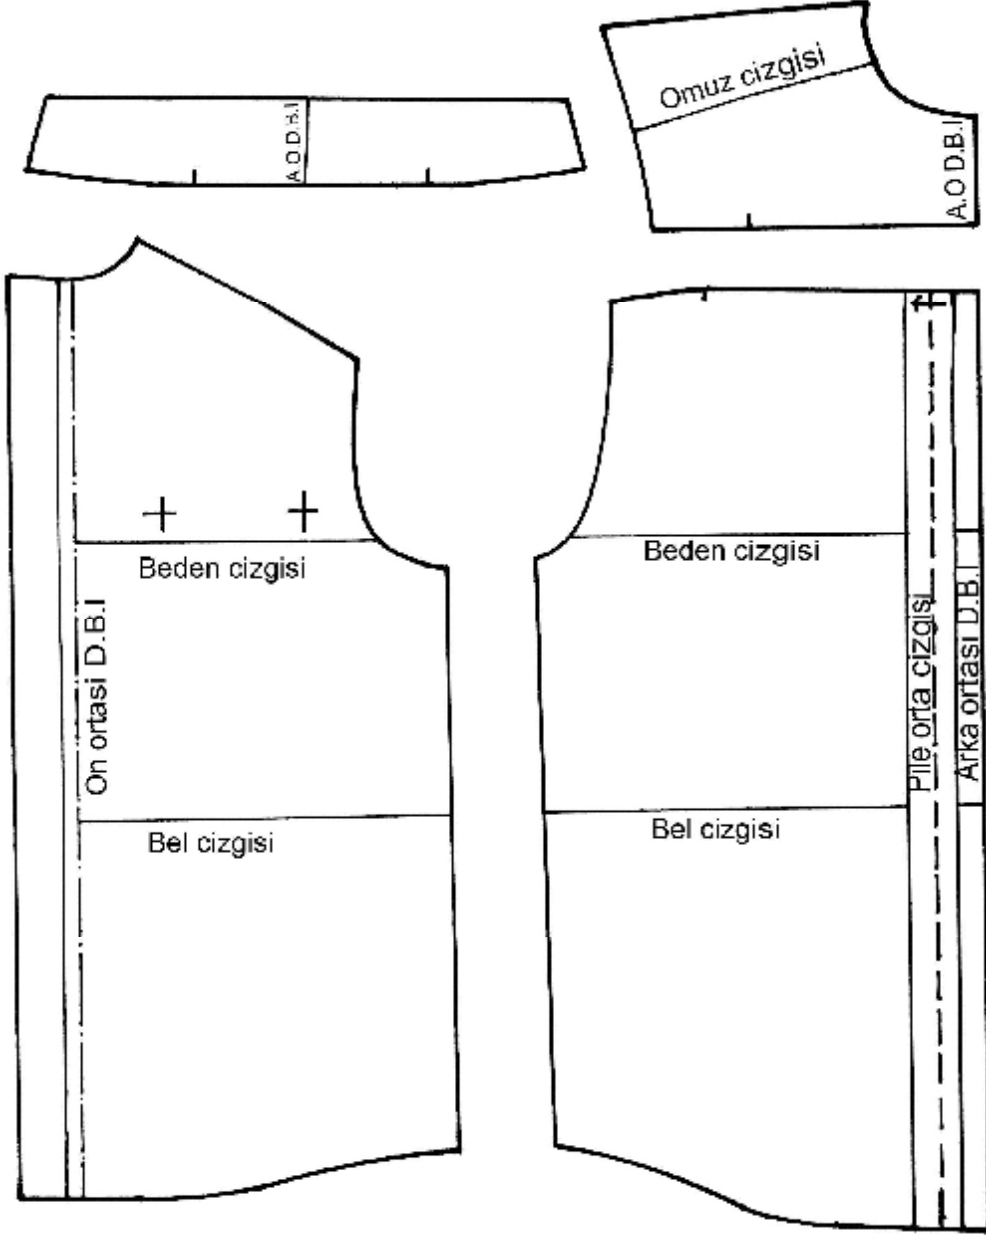 A.O.D.B.I
Omuz cizgisi
A.O D.B.I
Beden cizgisi
On ortasi D.B.I
Bel cizgisi
Beden cizgisi
Pile orta cizgisi
Arka ortasi D.B.I
Bel cizgisi